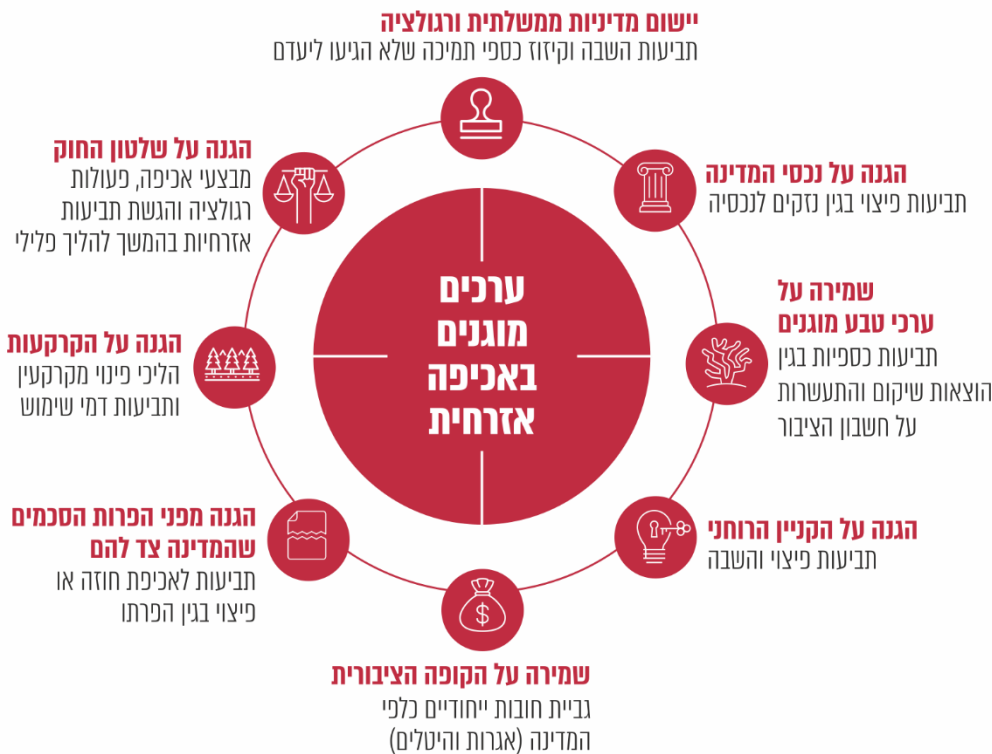 יישום מדיניות ממשלתית ורגולציה
תביעות השבה וקיזוז כספי תמיכה שלא הגיעו ליעדם
הגנה על נכסי המדינה
תביעות פיצוי בגין נזקים לנכסיה
שמירה על
ערכי טבע מוגנים
תביעות כספיות בגין
הוצאות שיקום והתעשרות
על חשבון הציבור
הגנה על הקניין הרוחני
תביעות פיצוי והשבה
שמירה על הקופה הציבורית
גביית חובות ייחודיים כלפי
המדינה (אגרות והיטלים)
הגנה מפני הפרות הסכמים
שהמדינה צד להם
תביעות לאכיפת חוזה או
פיצוי בגין הפרתו
הגנה על הקרקעות
הליכי פינוי מקרקעין
ותביעות דמי שימוש
הגנה על שלטון החוק
מבצעי אכיפה, פעולות
רגולציה והגשת תביעות
אזרחיות בהמשך להליך פלילי
ערכים
מוגנים
באכיפה
אזרחית
$